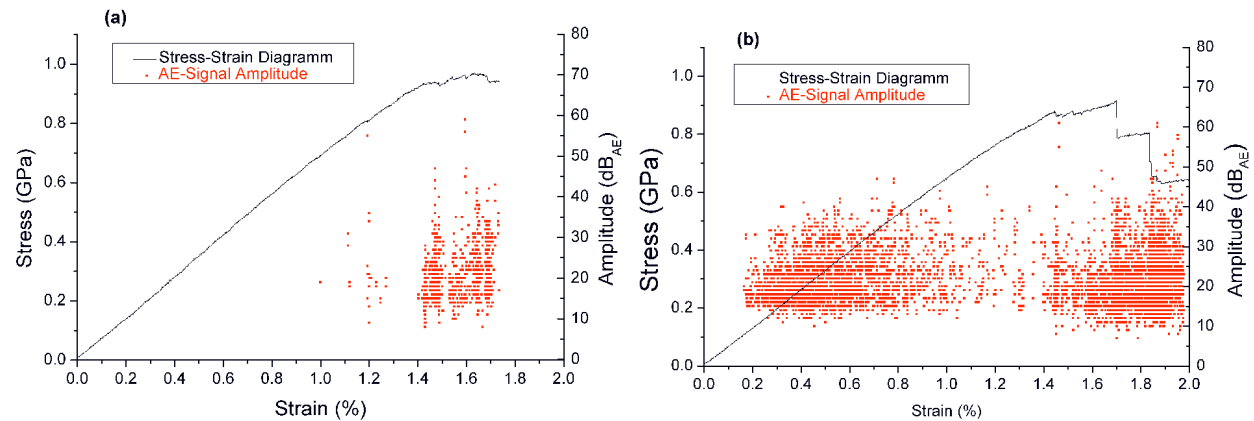 (a)
Stress-Strain Diagramm
AE-Signal Amplitude
Stress (GPa)
1.0
0.8
0.6
0.4
0.2
0.0
0.0 0.2 0.4 0.6 0.8 1.0 1.2 1.4 1.6 1.8 2.0
Strain (%)
80
70
60
50
40
30
20
10
0
Amplitude (dBAE)
(b)
Stress-Strain Diagramm
AE-Signal Amplitude
Stress (GPa)
1.0
0.8
0.6
0.4
0.2
0.0
0.0 0.2 0.4 0.6 0.8 1.0 1.2 1.4 1.6 1.8 2.0
Strain (%)
80
70
60
50
40
30
20
10
0
Amplitude (dBAE)